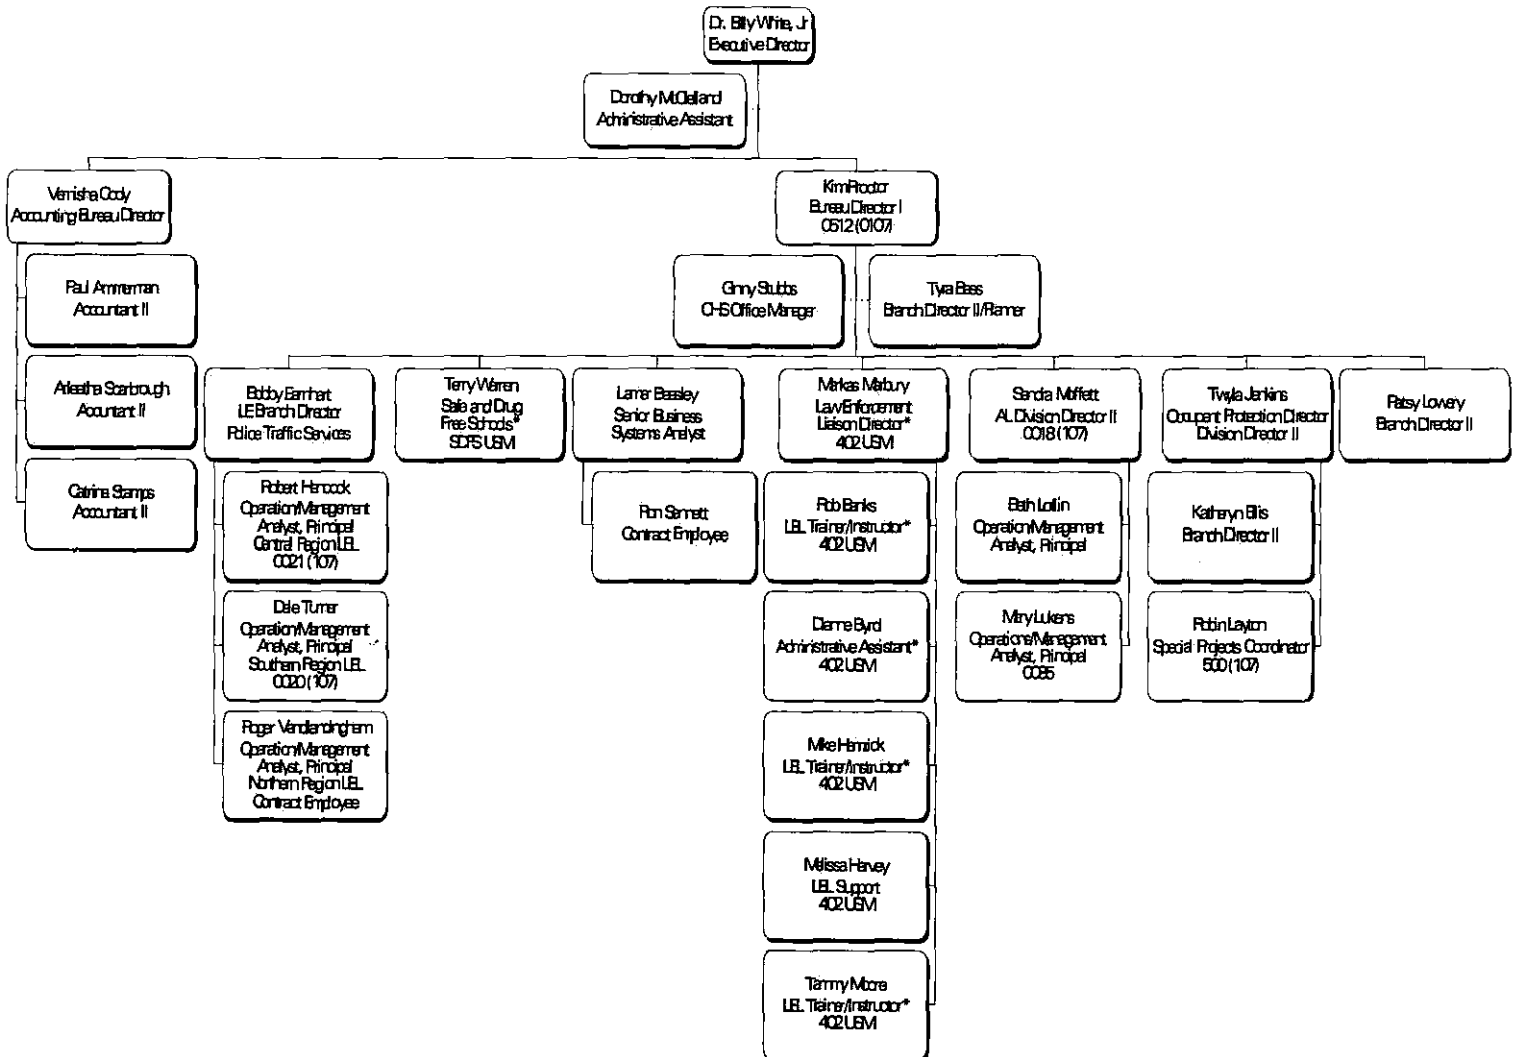 Dr. Billy White, Jr
Executive Director
Dorothy McClelland
Administrative Assistant
Vernisha Cooly
Accounting Bureau Director
Kim Proctor
Bureau Director I
0512 (0107)
Paul Ammerman
Accountant II
Ginny Stubbs
OHS Office Manager
Tyra Bass
Branch Director II/Planner
Arleatha Scarbrough
Accountant II
Bobby Earnhart
LE Branch Director
Police Traffic Services
Terry Warren
Safe and Drug
Free Schools*
SDFS USM
Lamar Beasley
Senior Business
Systems Analyst
Markas Marbury
Law Enforcement
Liaison Director*
402 USM
Sandra Moffett
AL Division Director II
0018 (107)
Twyla Jenkins
Occupant Protection Director
Division Director II
Patsy Lowery
Branch Director II
Catrina Stamps
Accountant II
Robert Hancock
Operation/Management
Analyst, Principal
Central Region LEL
0021 (107)
Ron Sennett
Contract Employee
Rob Banks
LEL Trainer/Instructor*
402 USM
Beth Loflin
Operation/Management
Analyst, Principal
Katheryn Ellis
Branch Director II
Dale Turner
Operation/Management
Analyst, Principal
Southern Region LEL
0020 (107)
Dianne Byrd
Administrative Assistant*
402 USM
Mary Lukens
Operations/Management
Analyst, Principal
0085
Robin Layton
Special Projects Coordinator
500 (107)
Roger Vanlandingham
Operation/Management
Analyst, Principal
Northern Region LEL
Contract Employee
Mike Hamrick
LEL Trainer/Instructor*
402 USM
Melissa Harvey
LEL Support
402 USM
Tammy Moore
LEL Trainer/Instructor*
402 USM